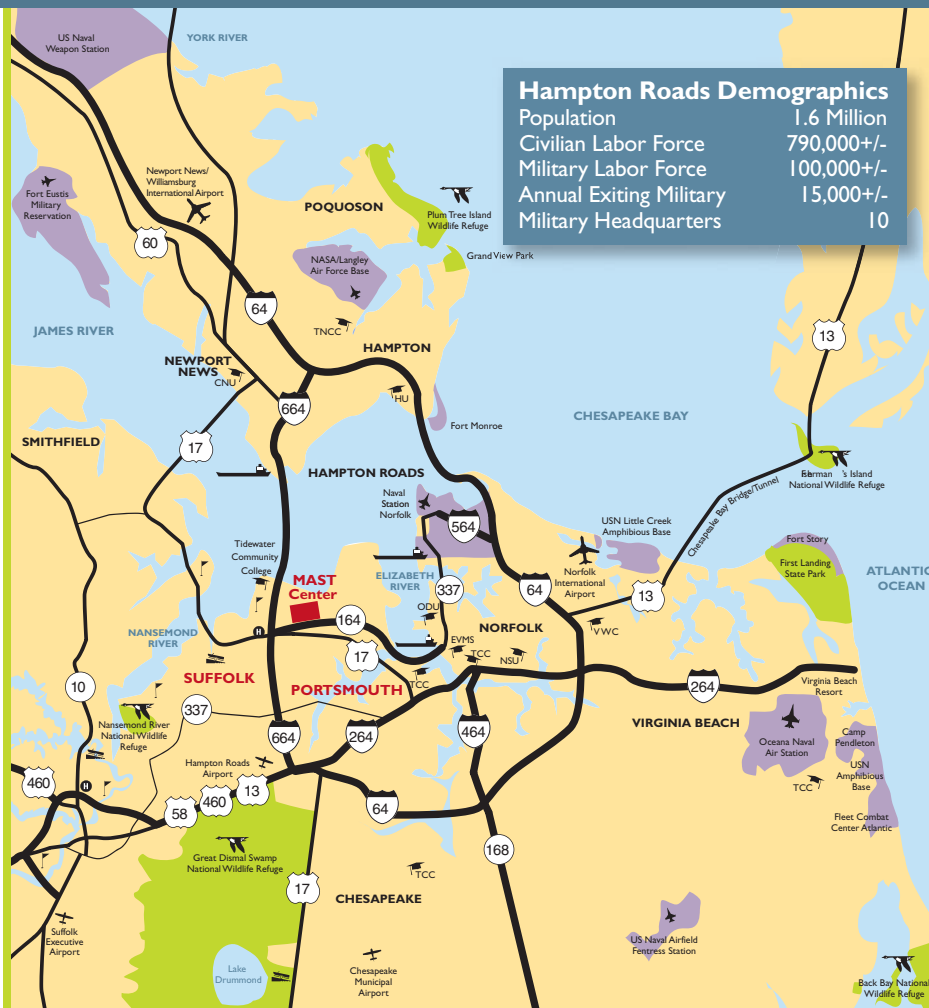 US Naval
Weapon Station
YORK RIVER
Hampton Roads Demographics
Population 1.6 Million
Civilian Labor Force 790,000+/-
Military Labor Force 100,000+/-
Annual Exiting Military 15,000+/-
Military Headquarters 10
Newport News/
Williamsburg
International Airport
Fort Eustis
Military
Reservation
POQUOSON
Plum Tree Island
Wildlife Refuge
60
NASA/Langley
Air Force Base
Grand View Park
64
JAMES RIVER
TNCC
13
HAMPTON
NEWPORT
NEWS
CNU
HU
664
CHESAPEAKE BAY
Fort Monroe
SMITHFIELD
17
HAMPTON ROADS
's Island
National Wildlife Refuge
Chesapeake Bay Bridge/Tunnel
Naval
Station
Norfolk
564
USN Little Creek
Amphibious Base
Fort Story
First Landing
State Park
Tidewater
Community
College
ELIZABETH
RIVER
Norfolk
International
Airport
ATLANTIC
OCEAN
MAST
Center
337
64
13
ODU
164
NORFOLK
VWC
NANSEMOND
RIVER
H
EVMS
TCC
NSU
17
SUFFOLK
PORTSMOUTH
TCC
264
Virginia Beach
Resort
10
337
Nansemond River
National Wildlife
Refuge
VIRGINIA BEACH
664
264
464
Oceana Naval
Air Station
Camp
Pendleton
USN
Amphibious
Base
TCC
Hampton Roads
Airport
460
H
13
460
58
64
Fleet Combat
Center Atlantic
168
Great Dismal Swamp
National Wildlife Refuge
TCC
17
CHESAPEAKE
Suffolk
Executive
Airport
US Naval Airfield
Fentress Station
Lake
Drummond
Chesapeake
Municipal
Airport
Back Bay National
Wildlife Refuge